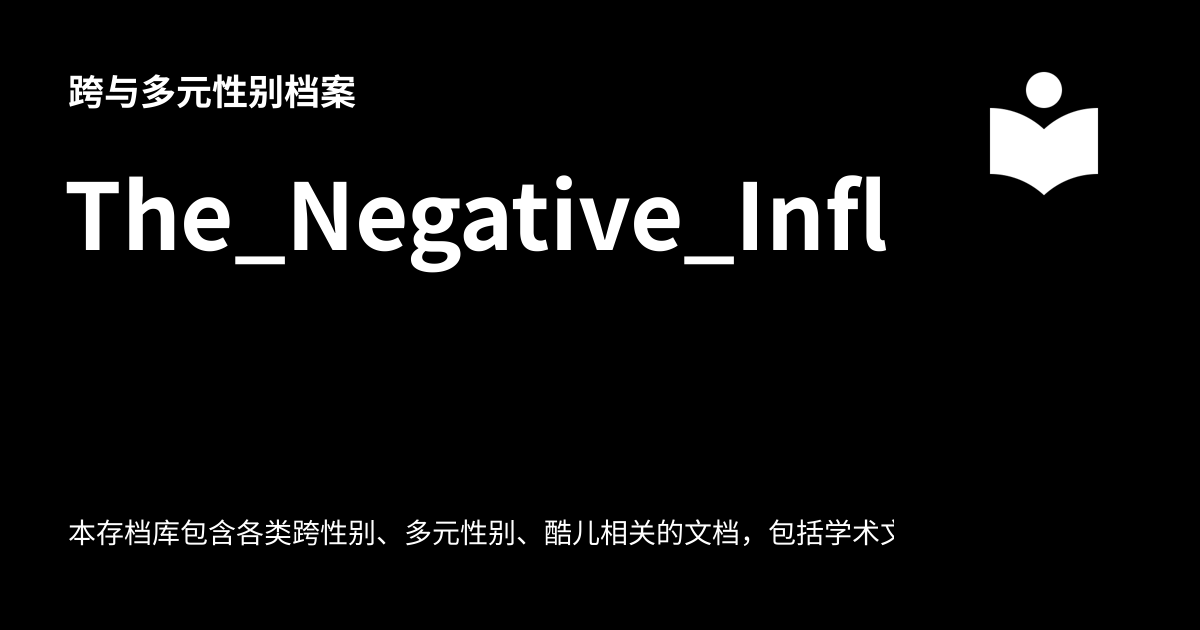 跨与多元性别档案
The_Negative_Infl
本存档库包含各类跨性别、多元性别、酷儿相关的文档，包括学术